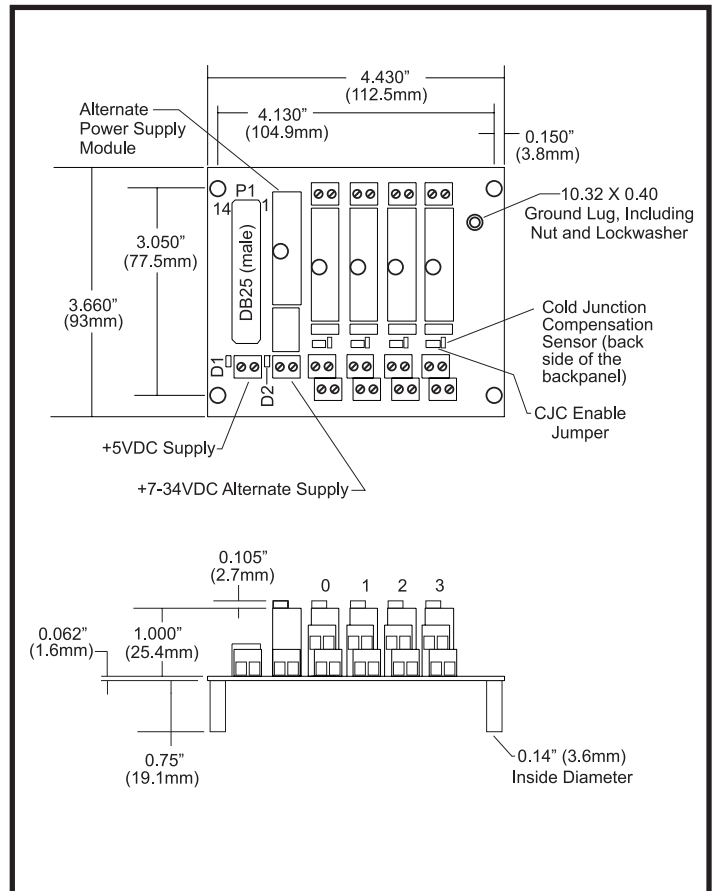 4.430”
(112.5mm)
4.130”
(104.9mm)
0.150”
(3.8mm)
Alternate
Power Supply
Module
P1
14
1
DB25 (male)
10.32 X 0.40
Ground Lug, Including
Nut and Lockwasher
3.050”
(77.5mm)
3.660”
(93mm)
Cold Junction
Compensation
Sensor (back
side of the
backpanel)
D1
D2
CJC Enable
Jumper
+5VDC Supply
+7-34VDC Alternate Supply
0.105”
(2.7mm)
0 1 2 3
0.062”
(1.6mm)
1.000”
(25.4mm)
0.75”
(19.1mm)
0.14” (3.6mm)
Inside Diameter